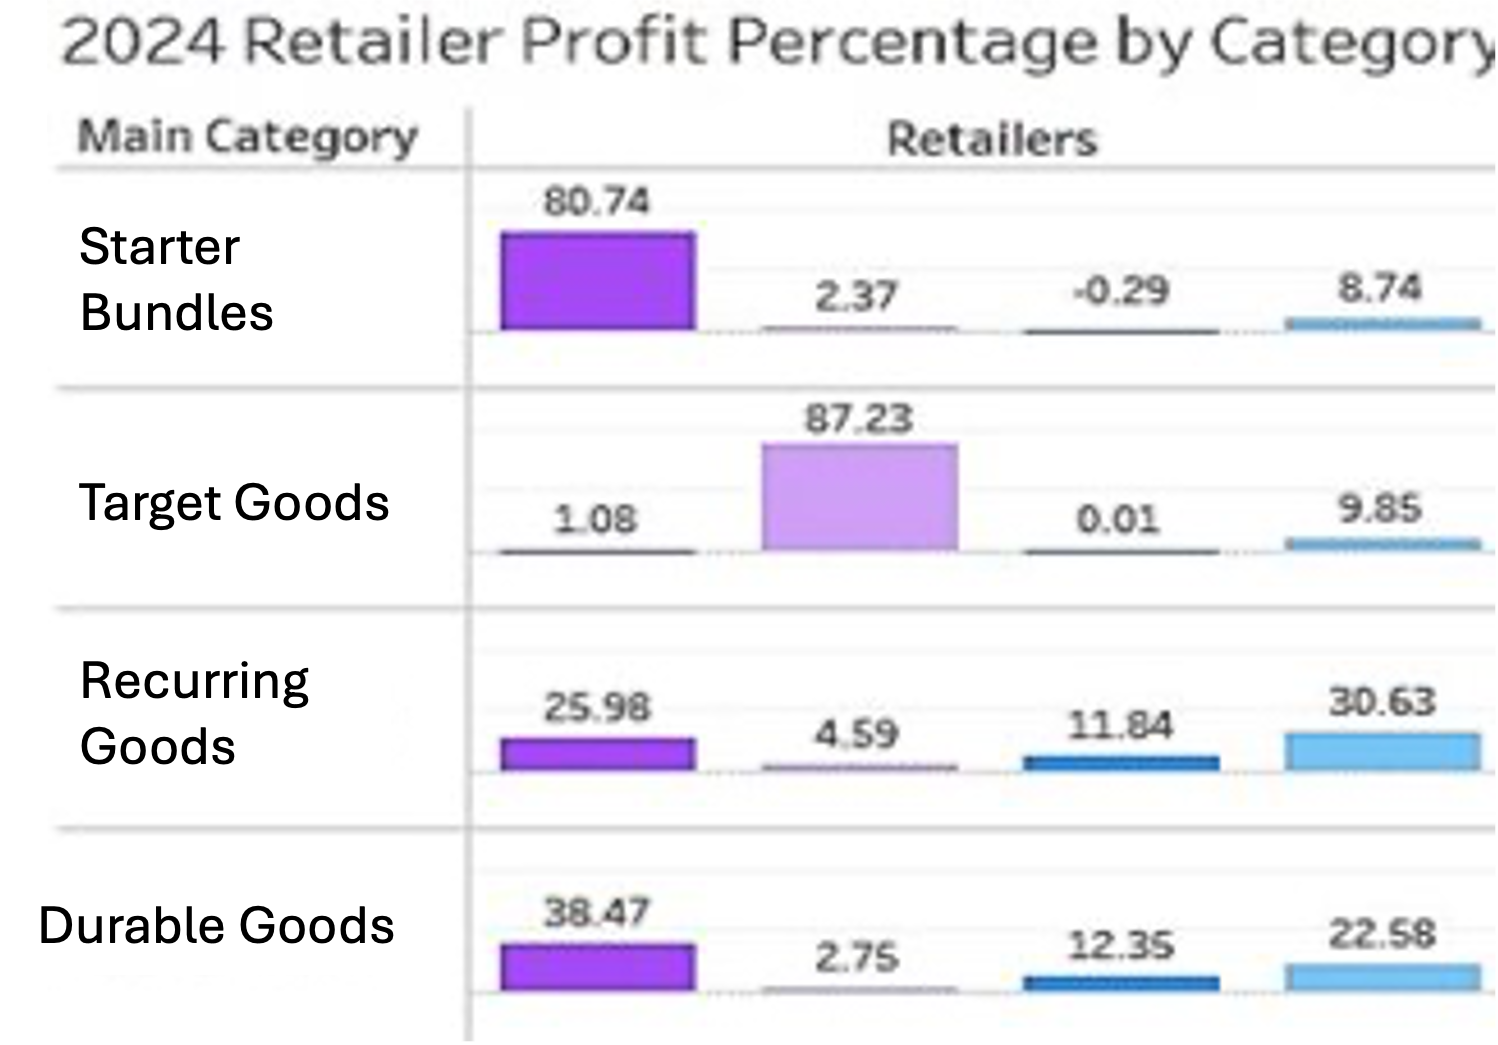 2024 Retailer Profit Percentage by Category
Main Category
Retailers
80.74
Starter
Bundles
2.37
-0.29
8.74
87.23
Target Goods
1.08
0.01
9.85
Recurring
Goods
25.98
4.59
11.84
30.63
Durable Goods
38.47
2.75
12.35
22.58